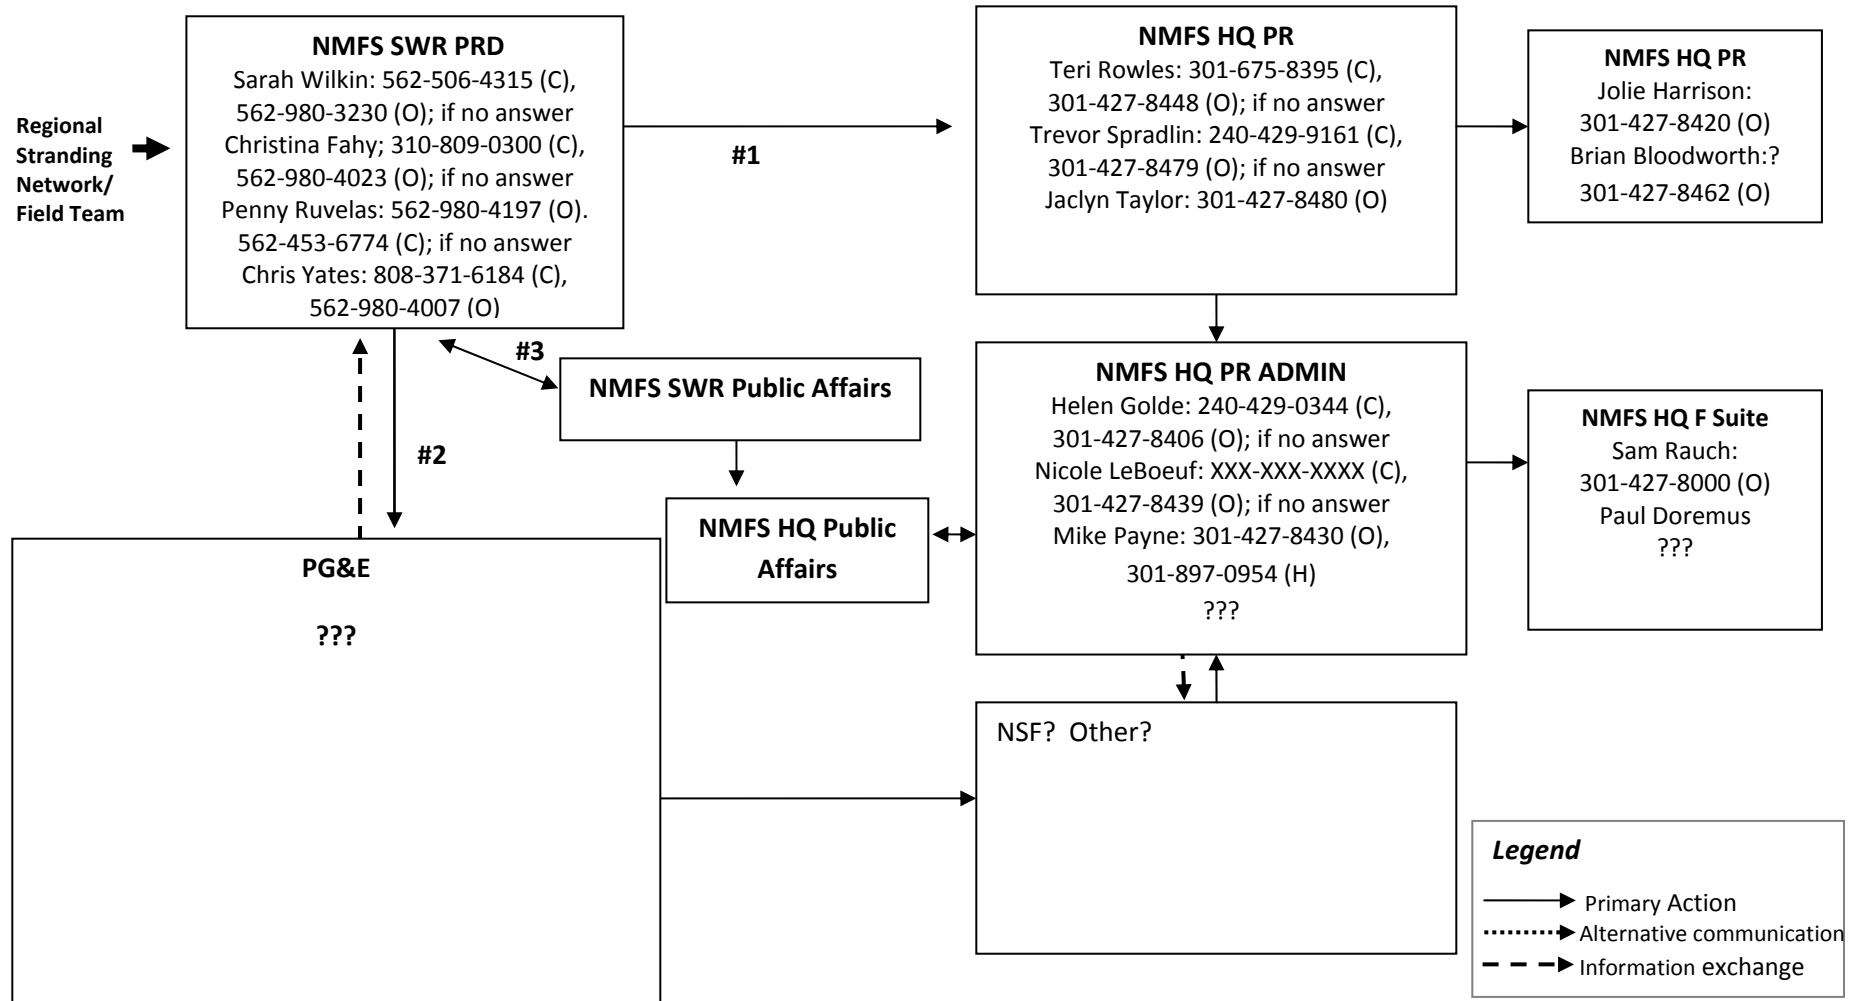 Regional
Stranding
Network/
Field Team
NMFS SWR PRD
Sarah Wilkin: 562-506-4315 (C),
562-980-3230 (O); if no answer
Christina Fahy; 310-809-0300 (C),
562-980-4023 (O); if no answer
Penny Ruvelas: 562-980-4197 (O).
562-453-6774 (C); if no answer
Chris Yates: 808-371-6184 (C),
562-980-4007 (O)
#1
NMFS HQ PR
Teri Rowles: 301-675-8395 (C),
301-427-8448 (O); if no answer
Trevor Spradlin: 240-429-9161 (C),
301-427-8479 (O); if no answer
Jaclyn Taylor: 301-427-8480 (O)
NMFS HQ PR
Jolie Harrison:
301-427-8420 (O)
Brian Bloodworth:?
301-427-8462 (O)
#3
NMFS SWR Public Affairs
#2
NMFS HQ Public
Affairs
NMFS HQ PR ADMIN
Helen Golde: 240-429-0344 (C),
301-427-8406 (O); if no answer
Nicole LeBoeuf: XXX-XXX-XXXX (C),
301-427-8439 (O); if no answer
Mike Payne: 301-427-8430 (O),
301-897-0954 (H)
???
NMFS HQ F Suite
Sam Rauch:
301-427-8000 (O)
Paul Doremus
???
PG&E
???
NSF?  Other?
Legend
Primary Action
Alternative communication
Information exchange